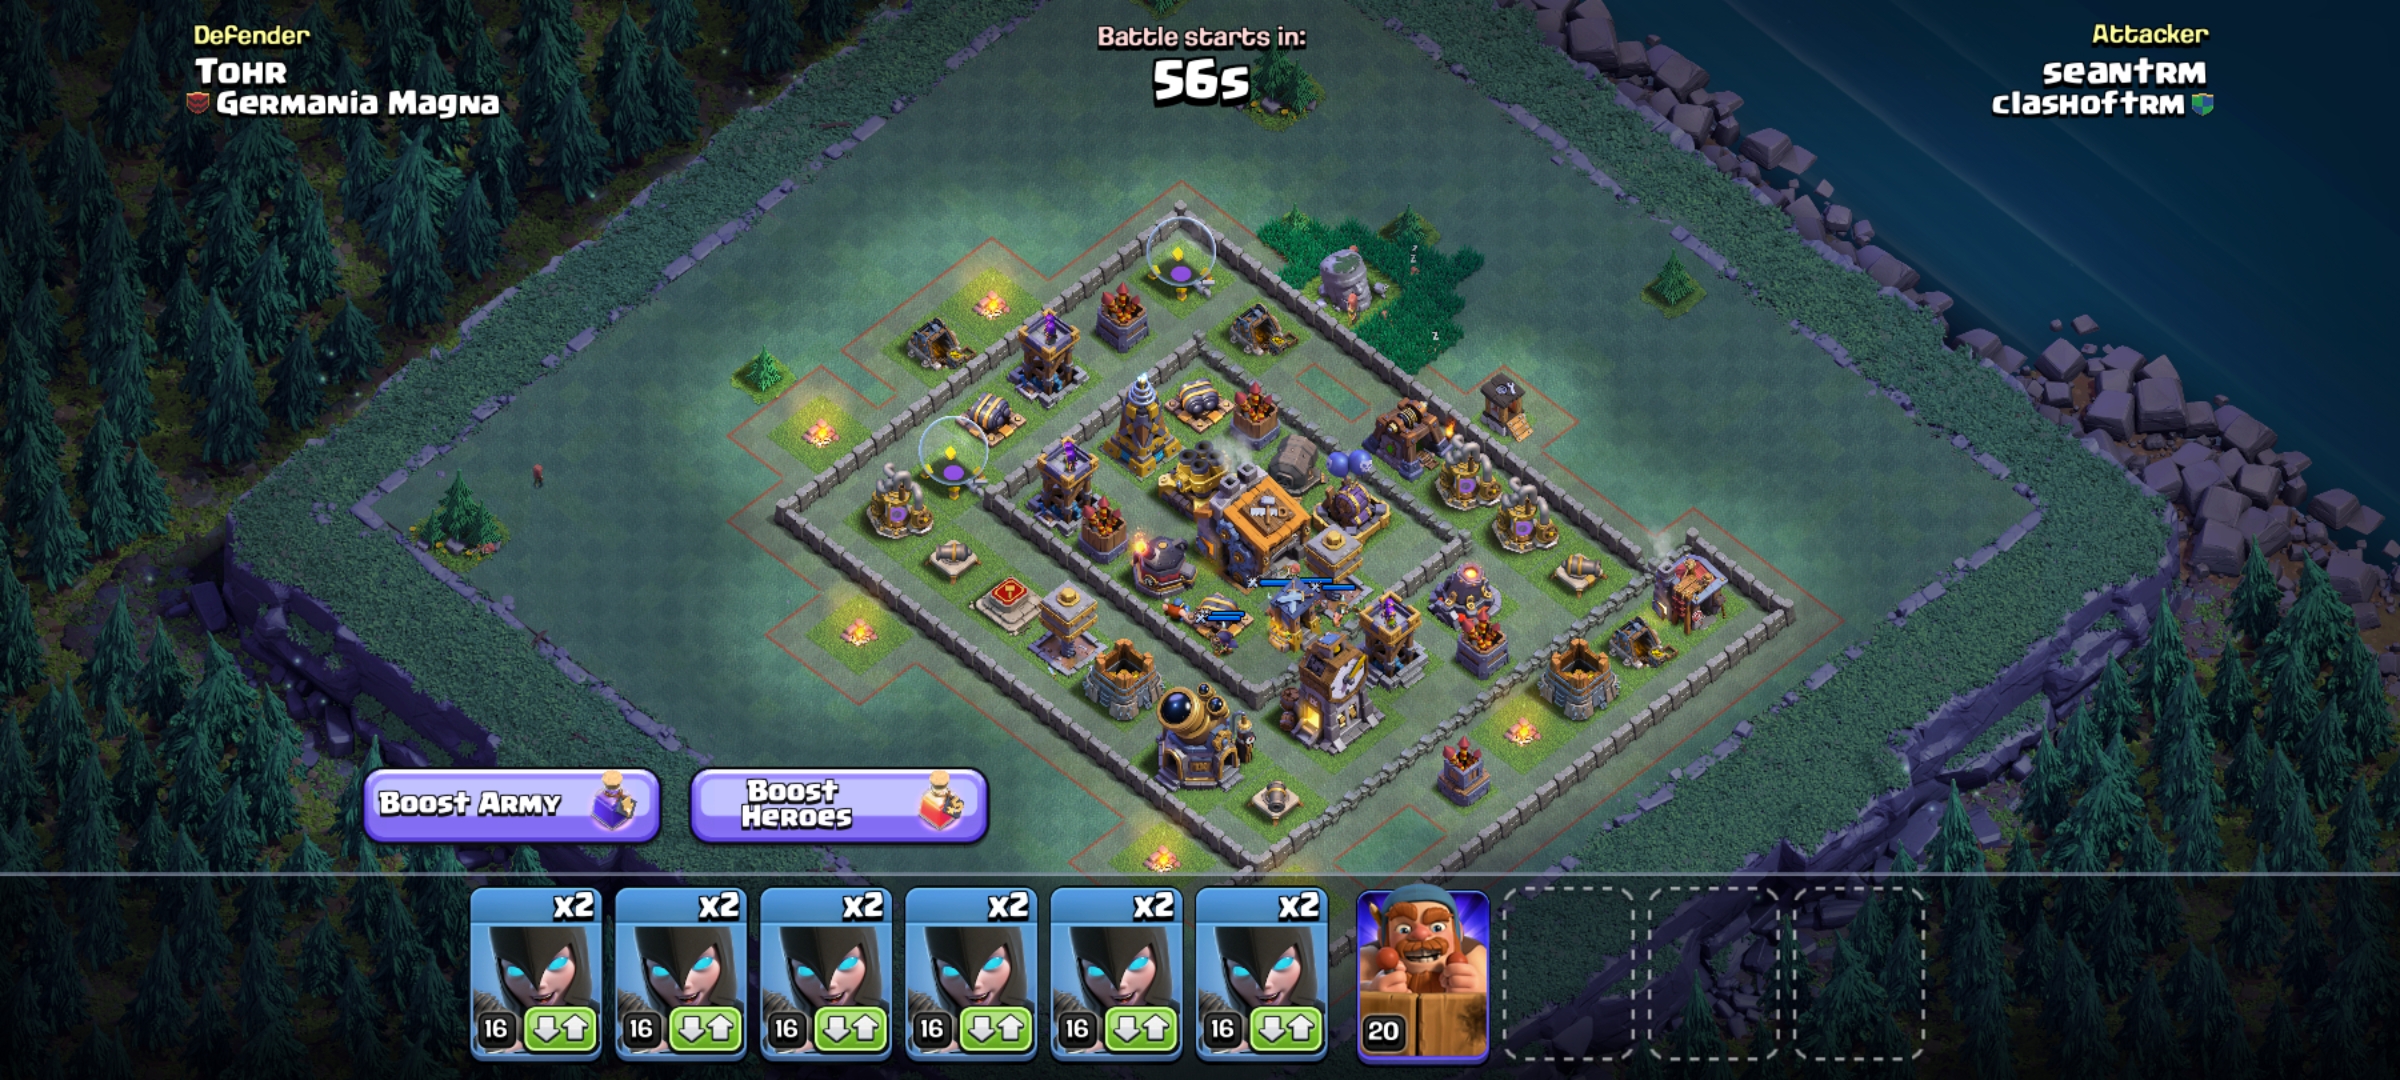 Defender
Tohr
Germania Magna
Battle starts in:
56s
Attacker
seantRM
clashoftRM
z
z
z
Boost Army
Boost
Heroes
x2
x2
x2
x2
x2
x2
16
16
16
16
16
16
20